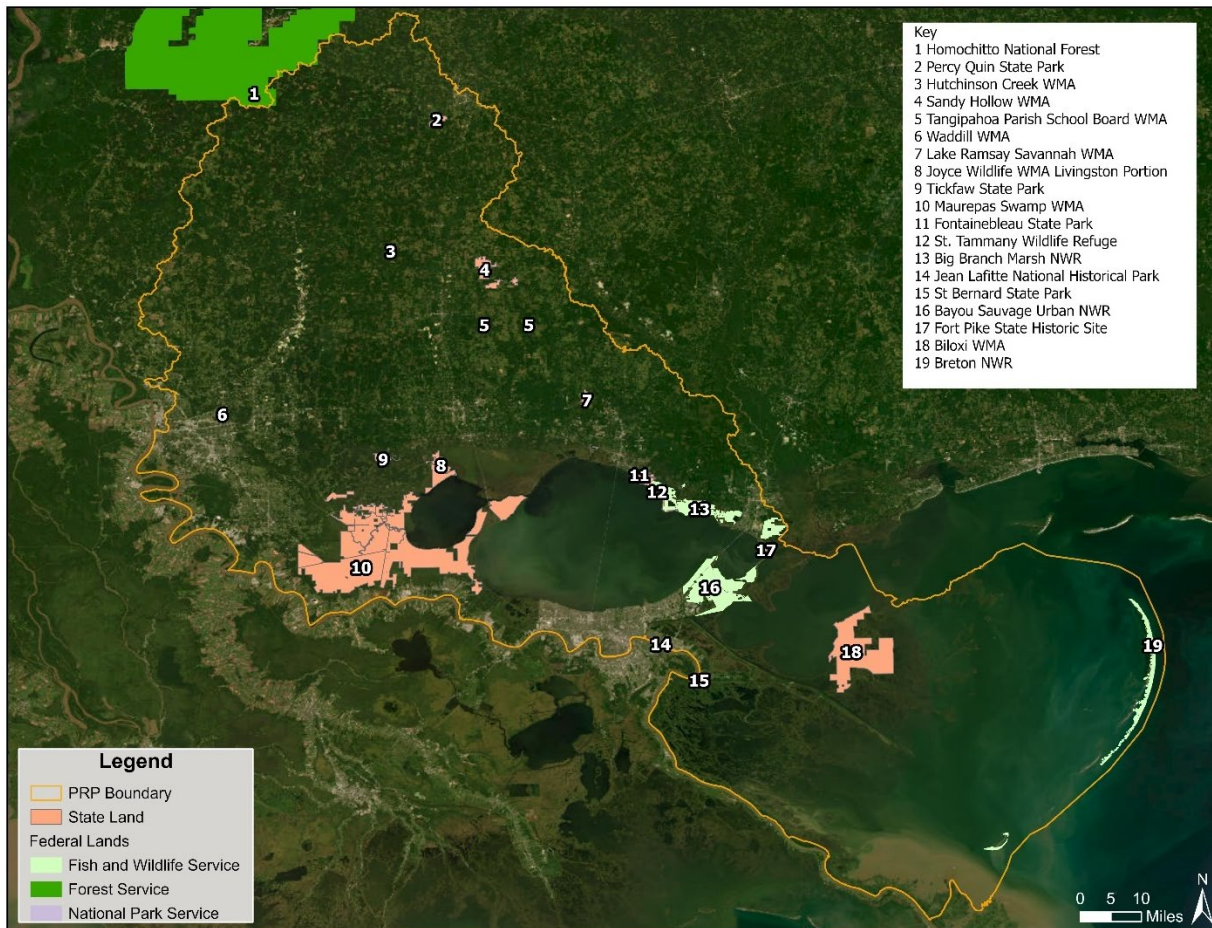 Key
1 Homochitto National Forest
2 Percy Quin State Park
3 Hutchinson Creek WMA
4 Sandy Hollow WMA
5 Tangipahoa Parish School Board WMA
6 Waddill WMA
7 Lake Ramsay Savannah WMA
8 Joyce Wildlife WMA Livingston Portion
9 Tickfaw State Park
10 Maurepas Swamp WMA
11 Fontainebleau State Park
12 St. Tammany Wildlife Refuge
13 Big Branch Marsh NWR
14 Jean Lafitte National Historical Park
15 St Bernard State Park
16 Bayou Sauvage Urban NWR
17 Fort Pike State Historic Site
18 Biloxi WMA
19 Breton NWR
1
2
3
4
5 5
7
6
9
8
11
12
13
17
10
16
14
18
19
15
Legend
PRP Boundary
State Land
Federal Lands
Fish and Wildlife Service
Forest Service
National Park Service
N
0 5 10
Miles